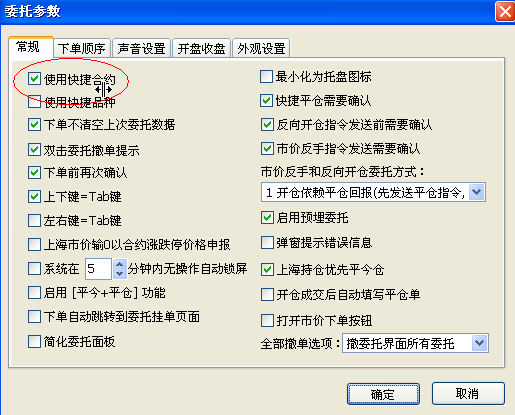 委托参数
常规 下单顺序 声音设置 开盘收盘 外观设置
使用快捷合约
使用快捷品种
下单不清空上次委托数据
双击委托撤单提示
下单前再次确认
上下键=Tab键
左右键=Tab键
上海市价输0以合约涨跌停价格申报
系统在 5 分钟内无操作自动锁屏
启用 [平今+平仓] 功能
下单自动跳转到委托挂单页面
简化委托面板
最小化为托盘图标
快捷平仓需要确认
反向开仓指令发送前需要确认
市价反手指令发送需要确认
市价反手和反向开仓委托方式：
1 开仓依赖平仓回报(先发送平仓指令,
启用预埋委托
弹窗提示错误信息
上海持仓优先平今仓
开仓成交后自动填写平仓单
打开市价下单按钮
全部撤单选项： 撤委托界面所有委托
确定 取消